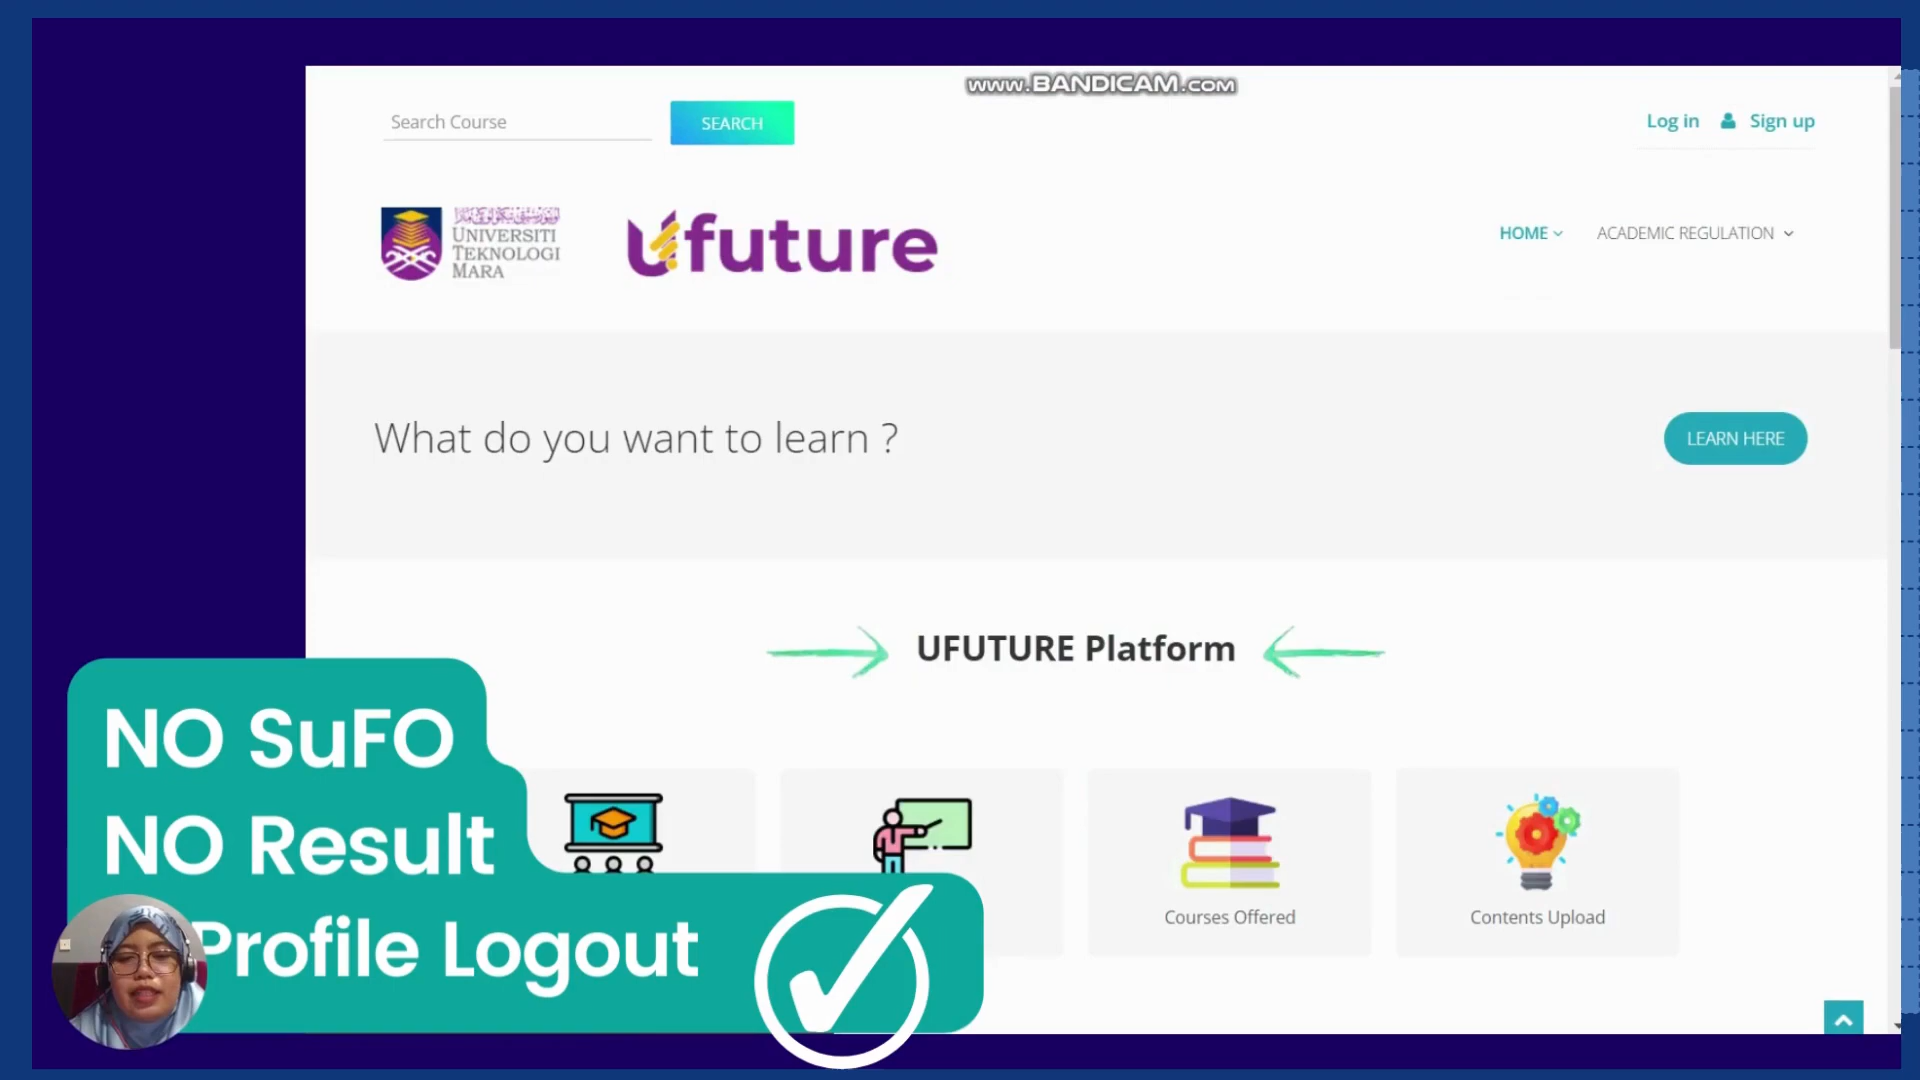 www.BANDICAM.com
Search Course
SEARCH
Log in
Sign up
UNIVERSITI
TEKNOLOGI
MARA
Ufuture
HOME
ACADEMIC REGULATION
What do you want to learn ?
LEARN HERE
UFUTURE Platform
NO SuFO
NO Result
Profile Logout
Courses Offered
Contents Upload